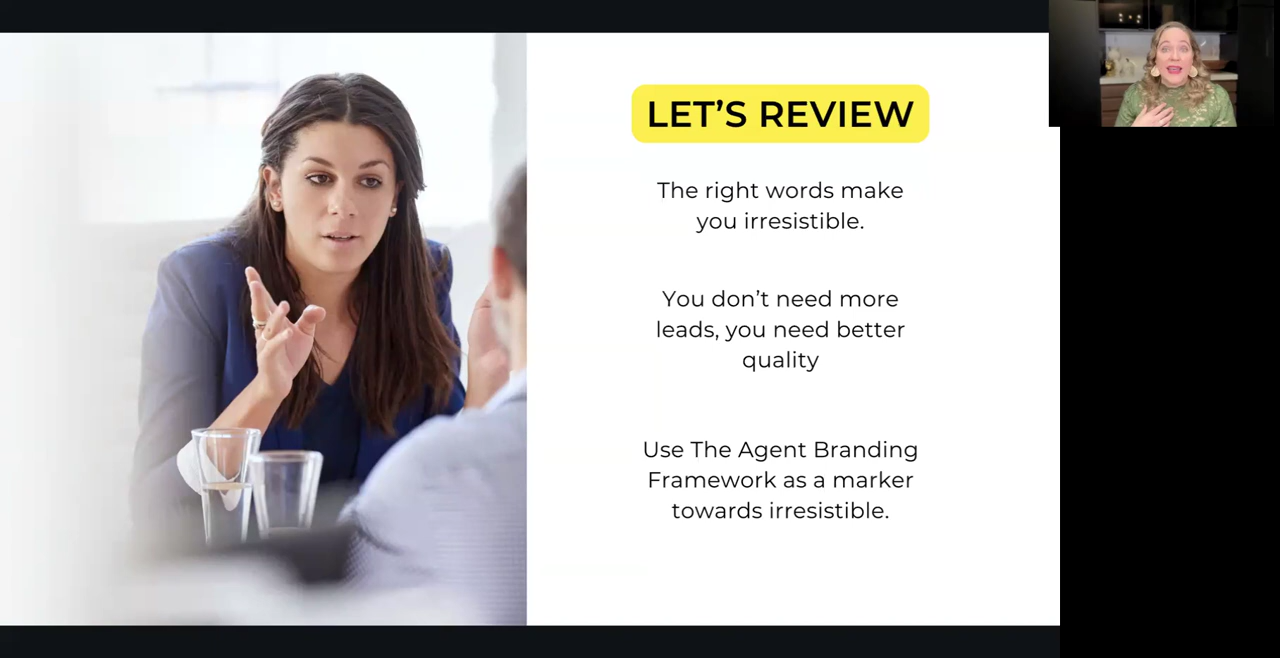 LET’S REVIEW
The right words make
you irresistible.
You don’t need more
leads, you need better
quality
Use The Agent Branding
Framework as a marker
towards irresistible.